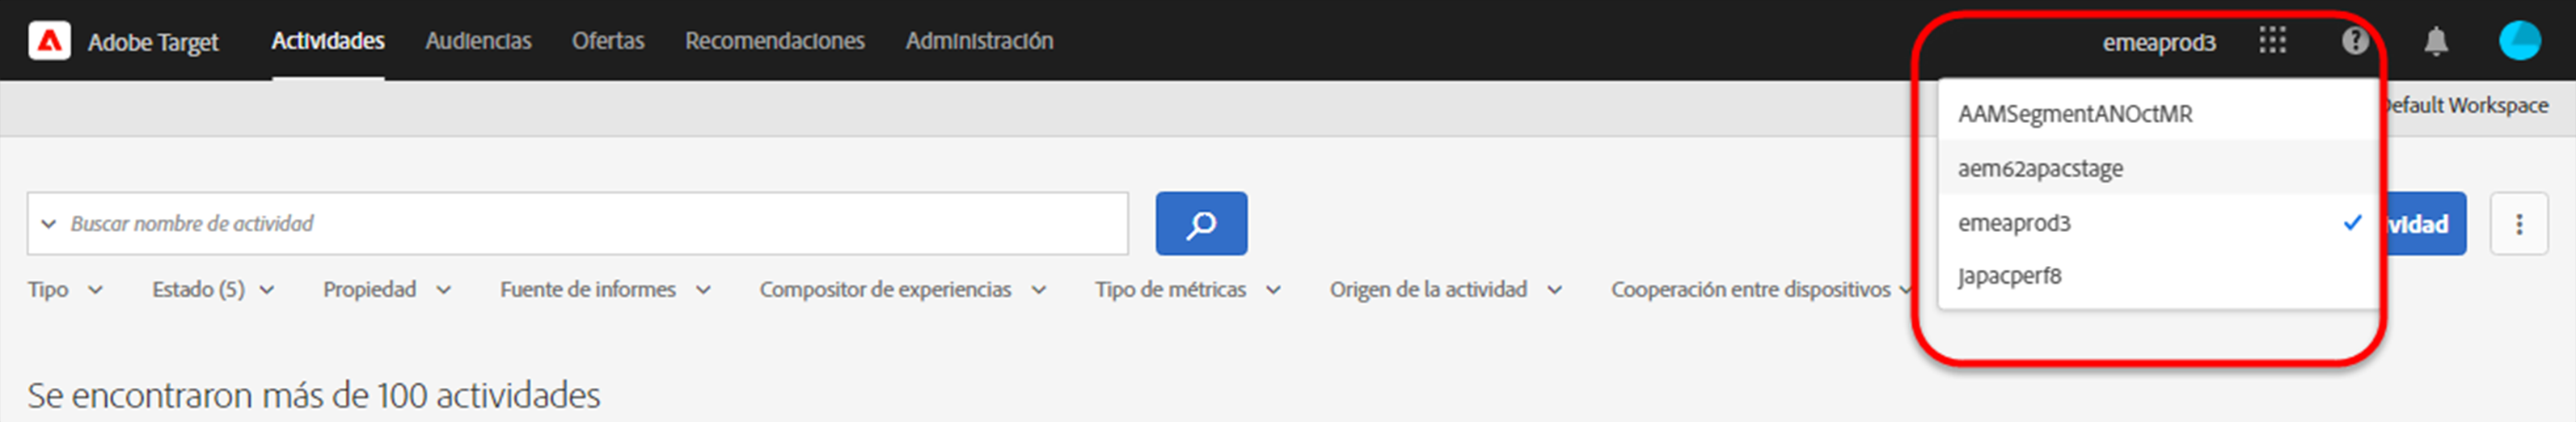 Adobe Target Actividades Audiencias Ofertas Recomendaciones Administración emeaprod3
Default Workspace
AAMSegmentANOctMR
aem62apacstage
emeaprod3
Japacperf8
Buscar nombre de actividad
vidad
Tipo Estado (5) Propiedad Fuente de informes Compositor de experiencias Tipo de métricas Origen de la actividad Cooperación entre dispositivos
Se encontraron más de 100 actividades